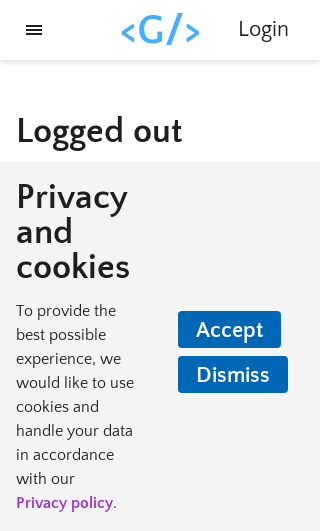 <G/>
Login
Logged out
Privacy
and
cookies
To provide the
best possible
experience, we
would like to use
cookies and
handle your data
in accordance
with our
Privacy policy.
Accept
Dismiss